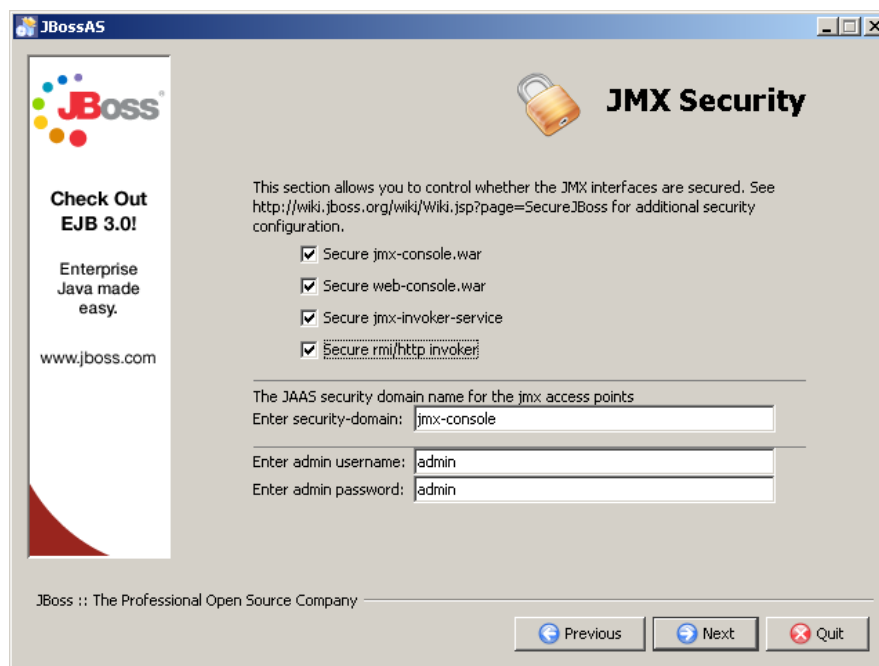 JBossAS
JBoss
Check Out
EJB 3.0!
Enterprise
Java made
easy.
www.jboss.com
JMX Security
This section allows you to control whether the JMX interfaces are secured. See
http://wiki.jboss.org/wiki/Wiki.jsp?page=SecureJBoss for additional security
configuration.
Secure jmx-console.war
Secure web-console.war
Secure jmx-invoker-service
Secure rmi/http invoker
The JAAS security domain name for the jmx access points
Enter security-domain: jmx-console
Enter admin username: admin
Enter admin password: admin
JBoss :: The Professional Open Source Company
Previous Next Quit